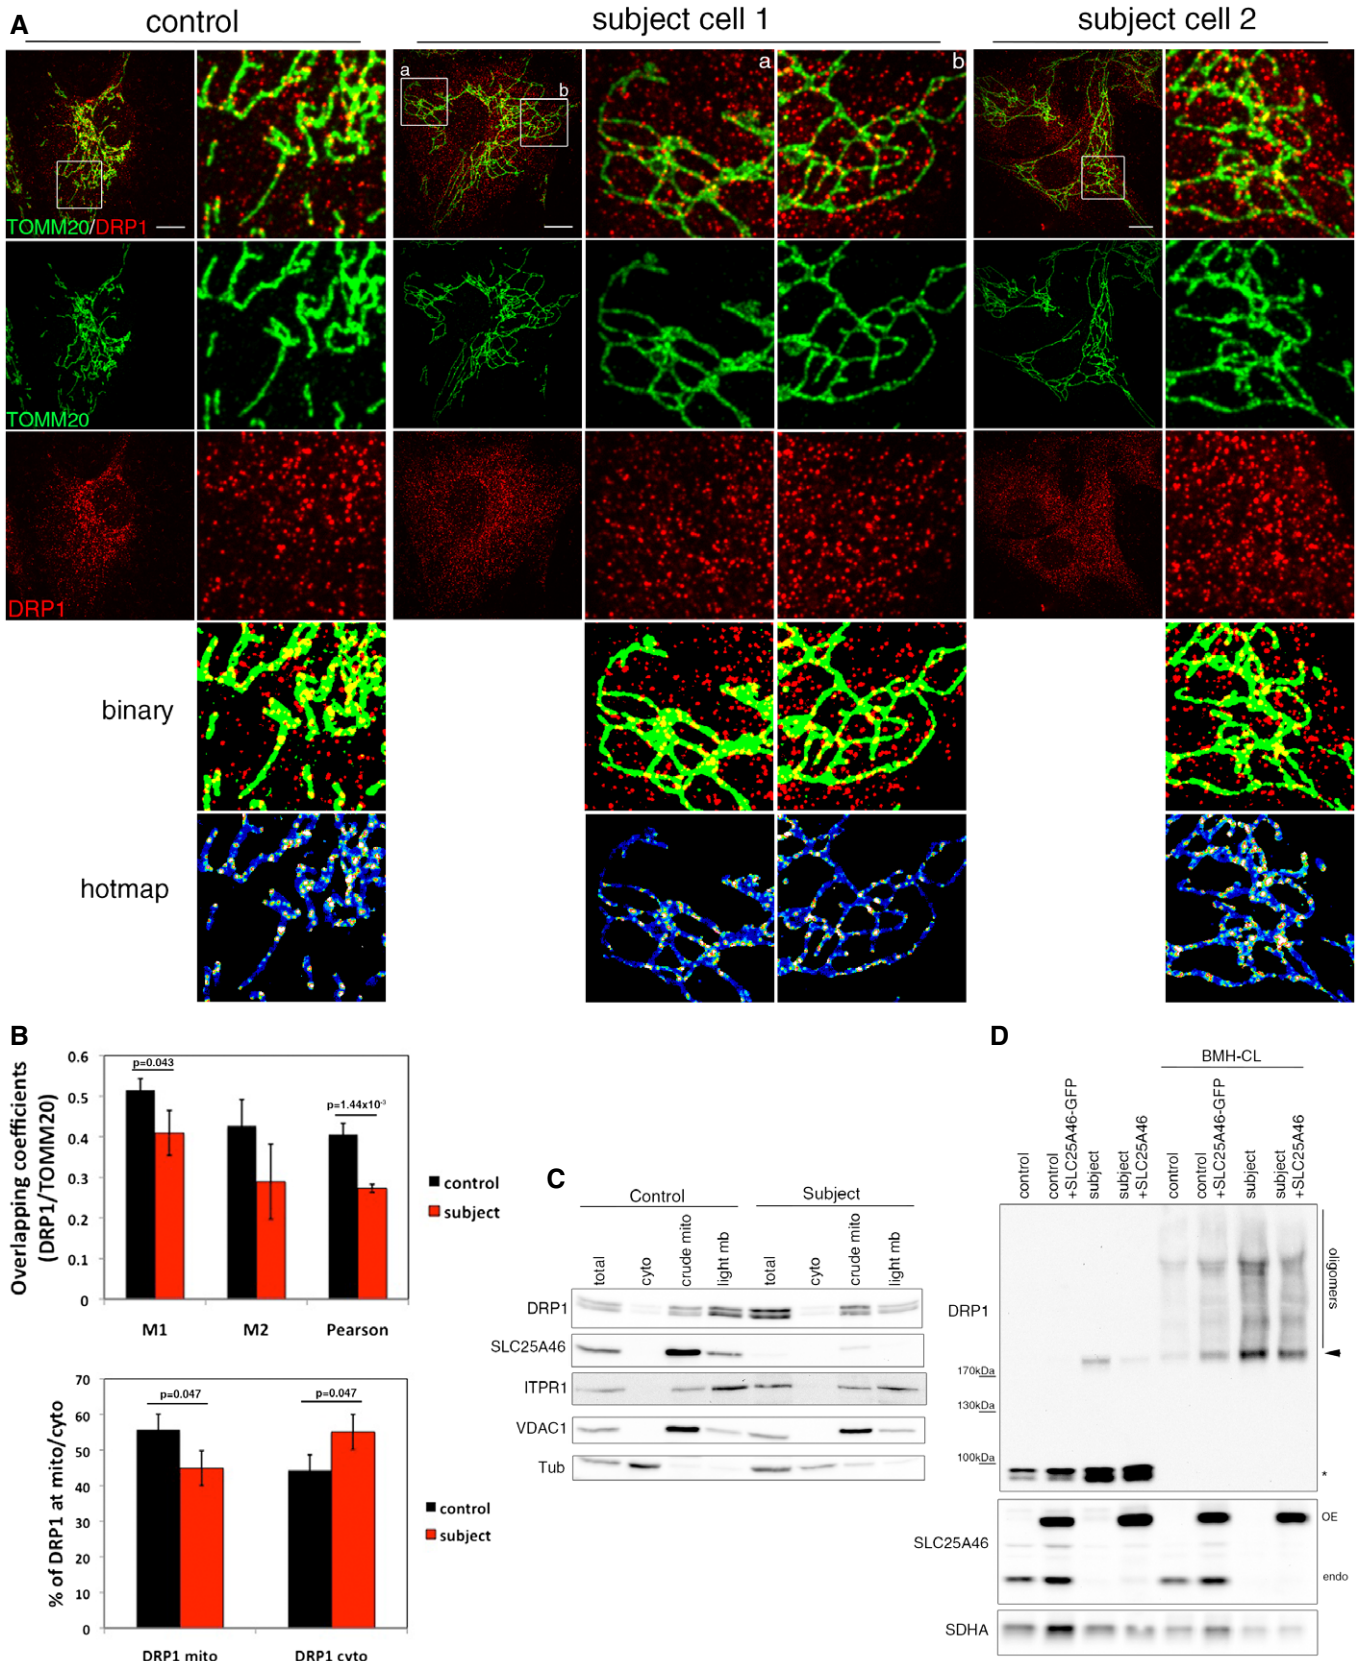 A
control
subject cell 1
subject cell 2
a
b
a
b
TOMM20/DRP1
TOMM20
DRP1
binary
hotmap
B
Overlapping coefficients
(DRP1/TOMM20)
0.6
0.5
0.4
0.3
0.2
0.1
0
p=0.043
p=1.44x10-3
M1
M2
Pearson
control
subject
% of DRP1 at mito/cyto
70
60
50
40
30
20
10
0
p=0.047
p=0.047
DRP1 mito
DRP1 cyto
control
subject
C
Control
Subject
total
cyto
crude mito
light mb
total
cyto
crude mito
light mb
DRP1
SLC25A46
ITPR1
VDAC1
Tub
D
BMH-CL
control
control
+SLC25A46-GFP
subject
subject
+SLC25A46
control
control
+SLC25A46-GFP
subject
subject
+SLC25A46
oligomers
DRP1
170kDa
130kDa
100kDa
*
SLC25A46
OE
endo
SDHA